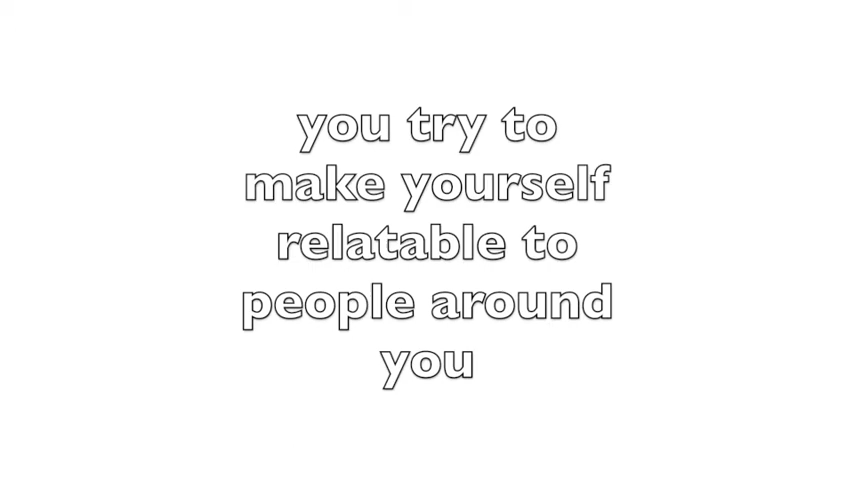 you try to
make yourself
relatable to
people around
you